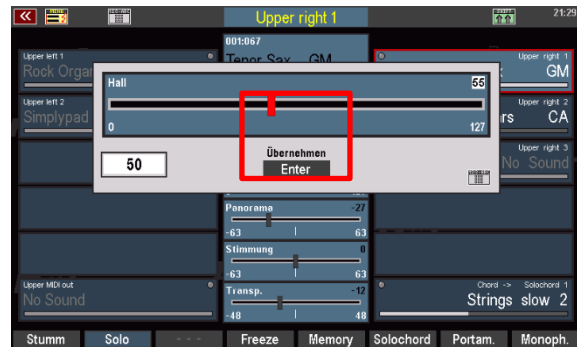 MENU
Upper right 1
SHIFT
21:29
001:067
Tenor Sax GM
Upper left 1
Rock Organ
Upper right 1
GM
Hall
55
0
127
50
Übernehmen
Enter
Upper left 2
Simplypad
Upper right 2
rs CA
Upper right 3
No Sound
Panorama -27
-63 63
Stimmung 0
-63 63
Transp. -12
-48 48
Upper MIDI out
No Sound
Chord -> Solochord 1
Strings slow 2
Stumm Solo - - - Freeze Memory Solochord Portam. Monoph.